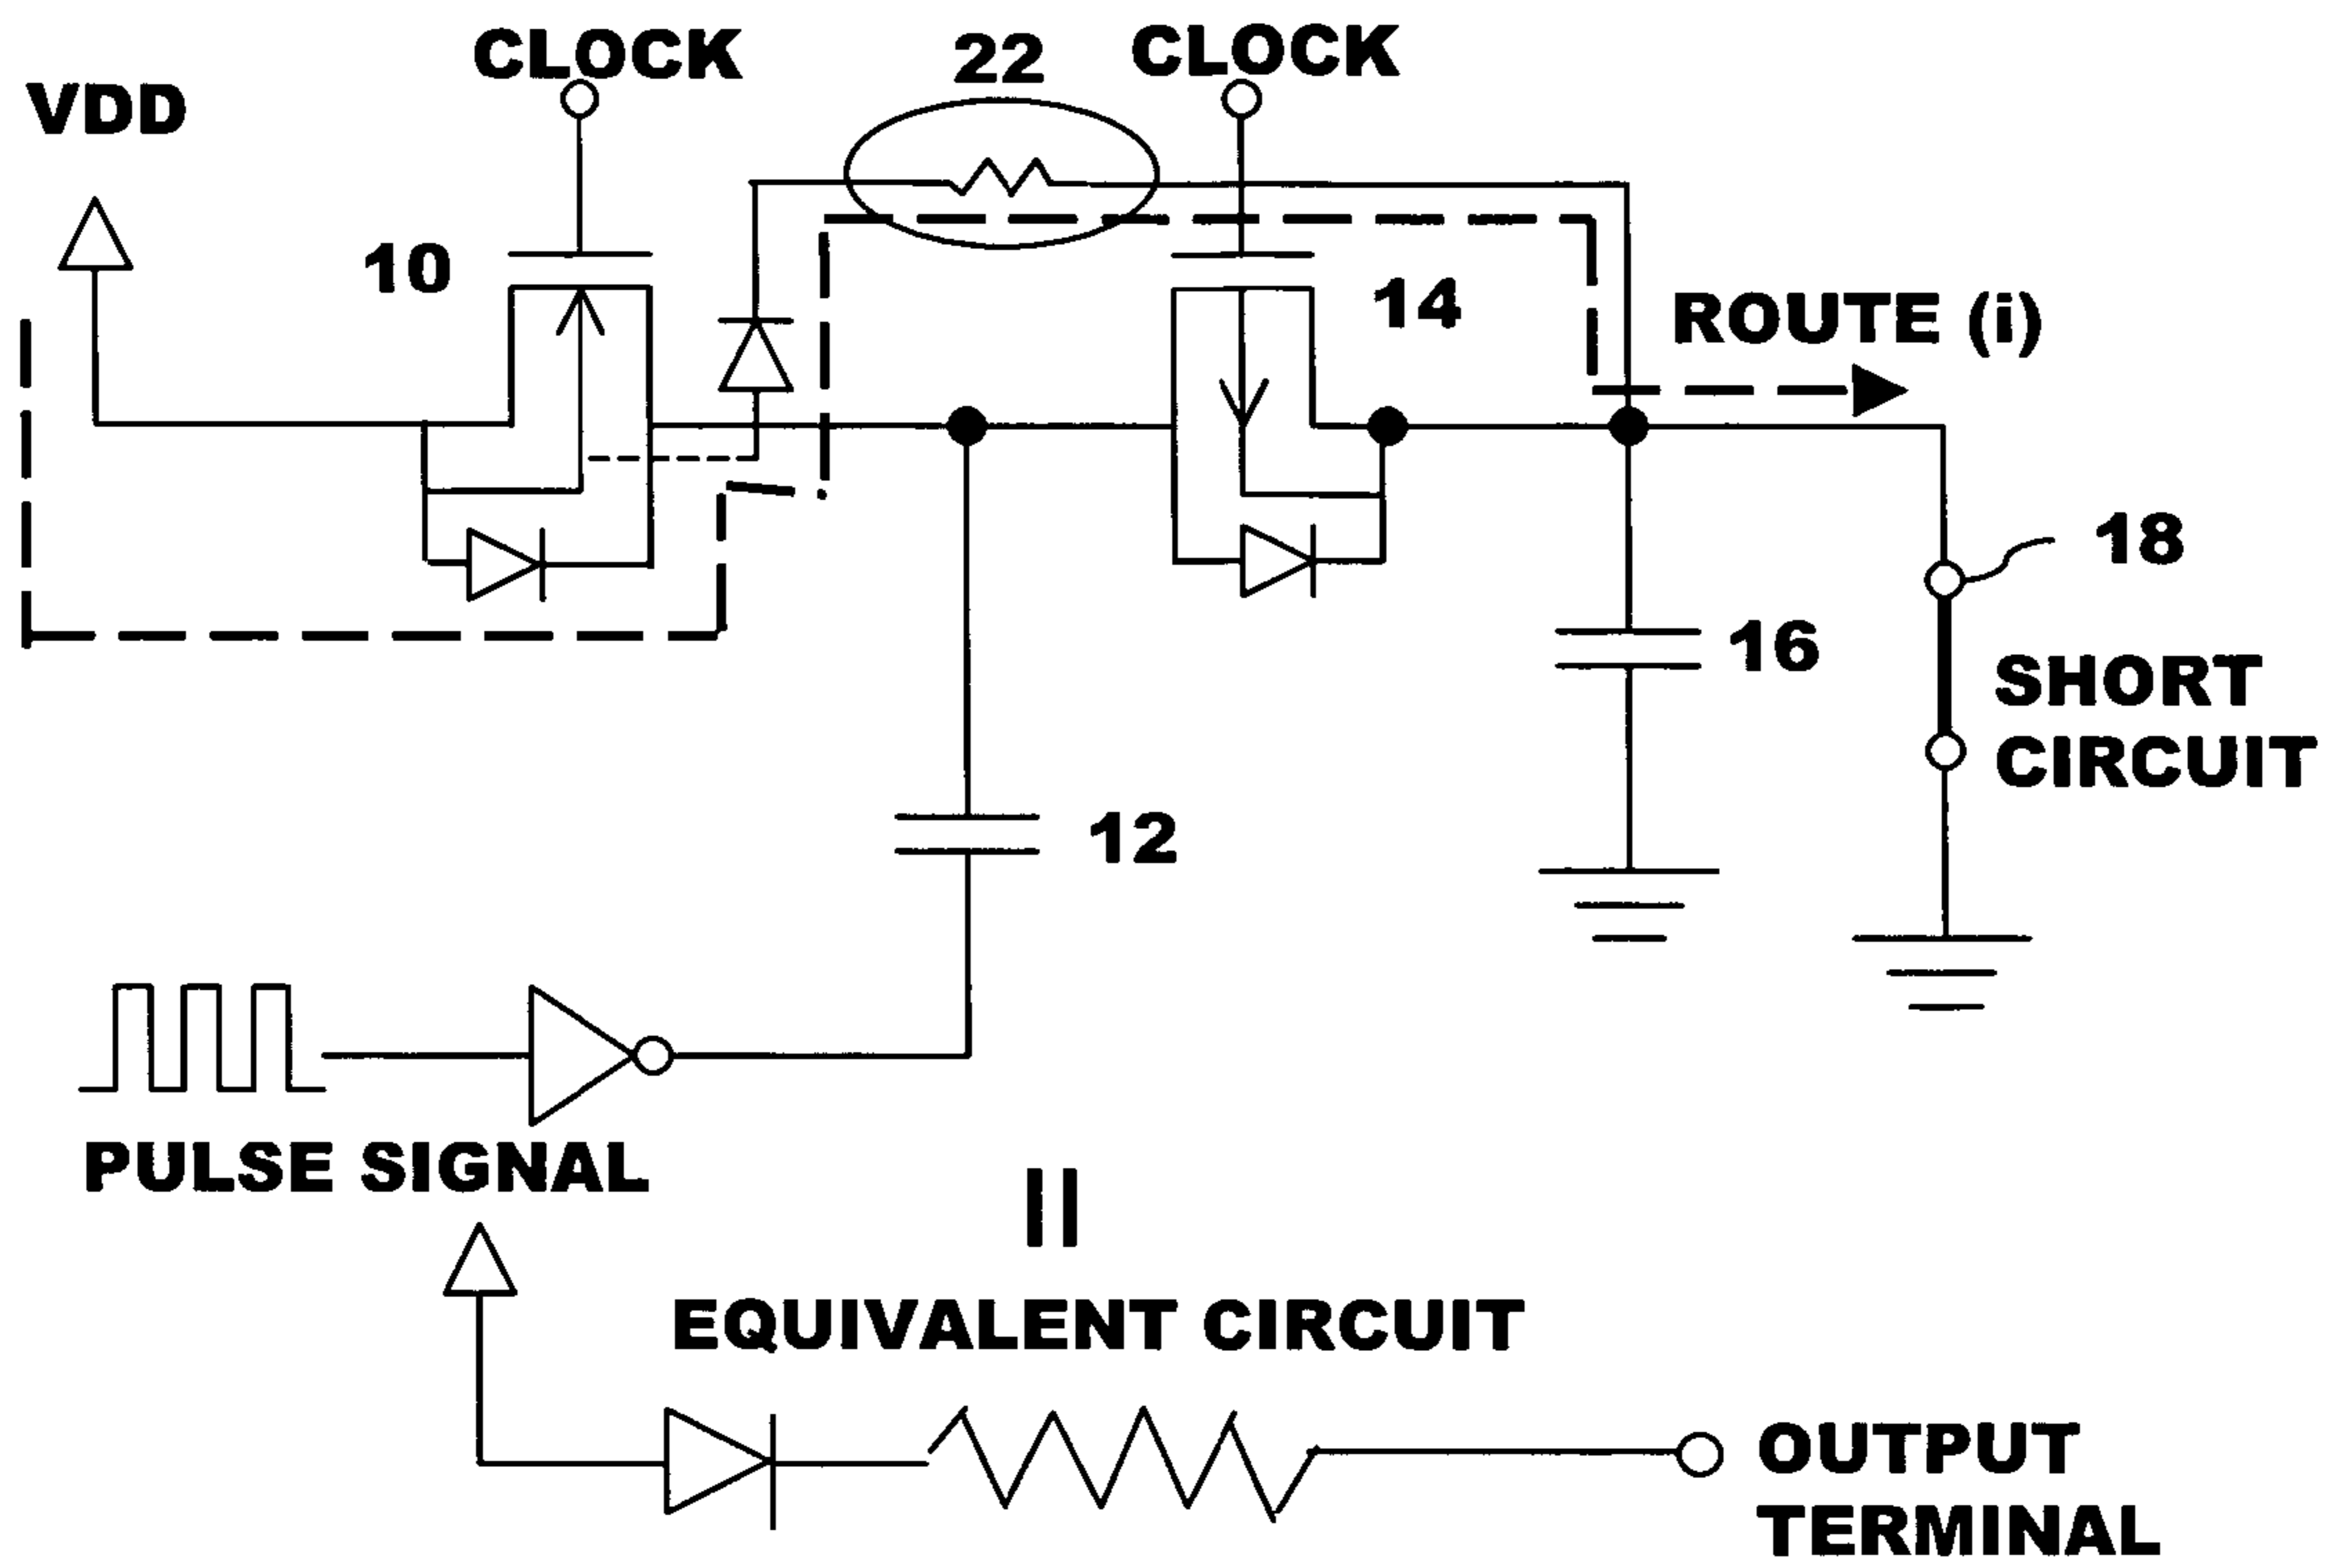 CLOCK
22
CLOCK
VDD
10
14
ROUTE (i)
18
16
SHORT
CIRCUIT
12
PULSE SIGNAL
EQUIVALENT CIRCUIT
OUTPUT
TERMINAL